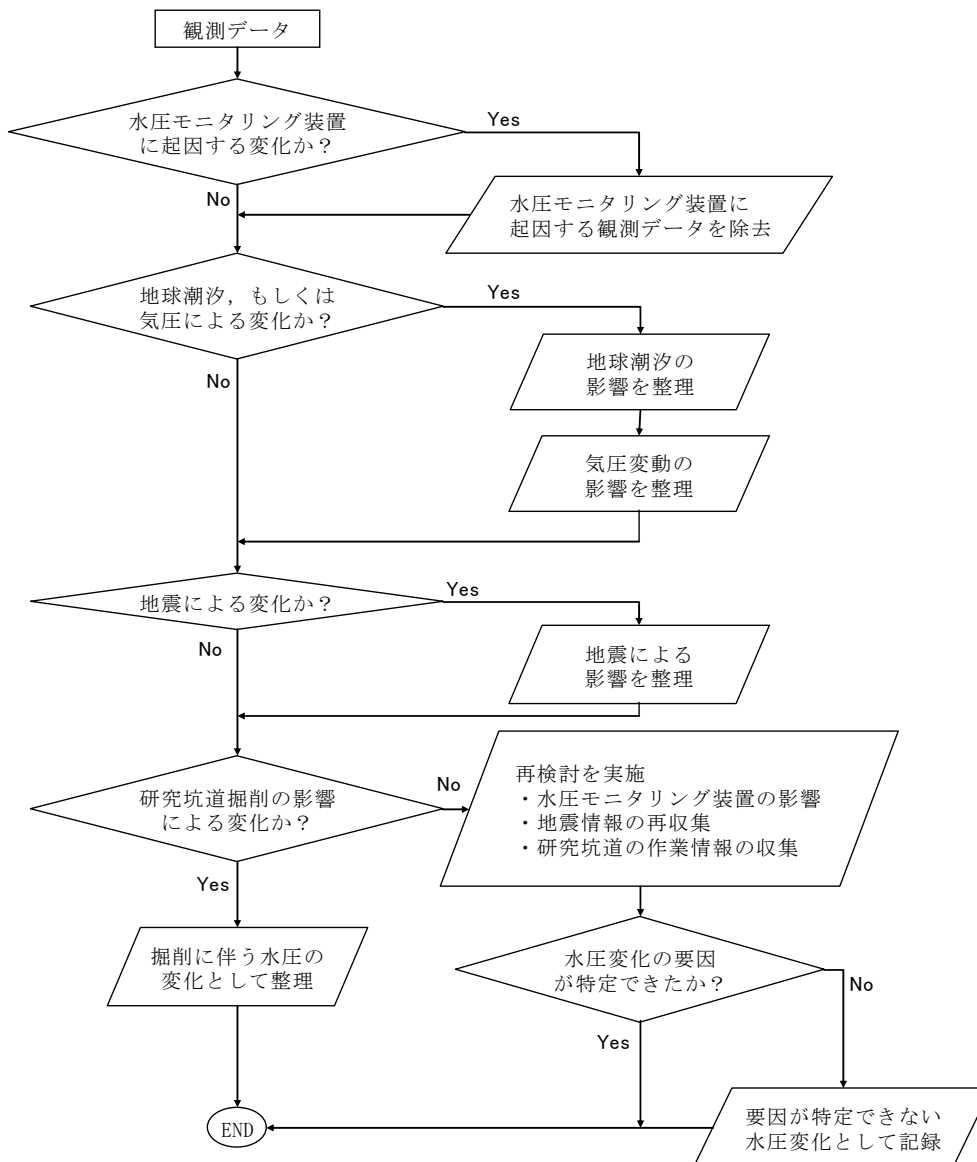 観測データ
水圧モニタリング装置
に起因する変化か？
Yes
No
水圧モニタリング装置に
起因する観測データを除去
地球潮汐，もしくは
気圧による変化か？
Yes
No
地球潮汐の
影響を整理
気圧変動の
影響を整理
地震による変化か？
Yes
No
地震による
影響を整理
研究坑道掘削の影響
による変化か？
No
Yes
再検討を実施
・水圧モニタリング装置の影響
・地震情報の再収集
・研究坑道の作業情報の収集
掘削に伴う水圧の
変化として整理
水圧変化の要因
が特定できたか？
No
Yes
要因が特定できない
水圧変化として記録
END